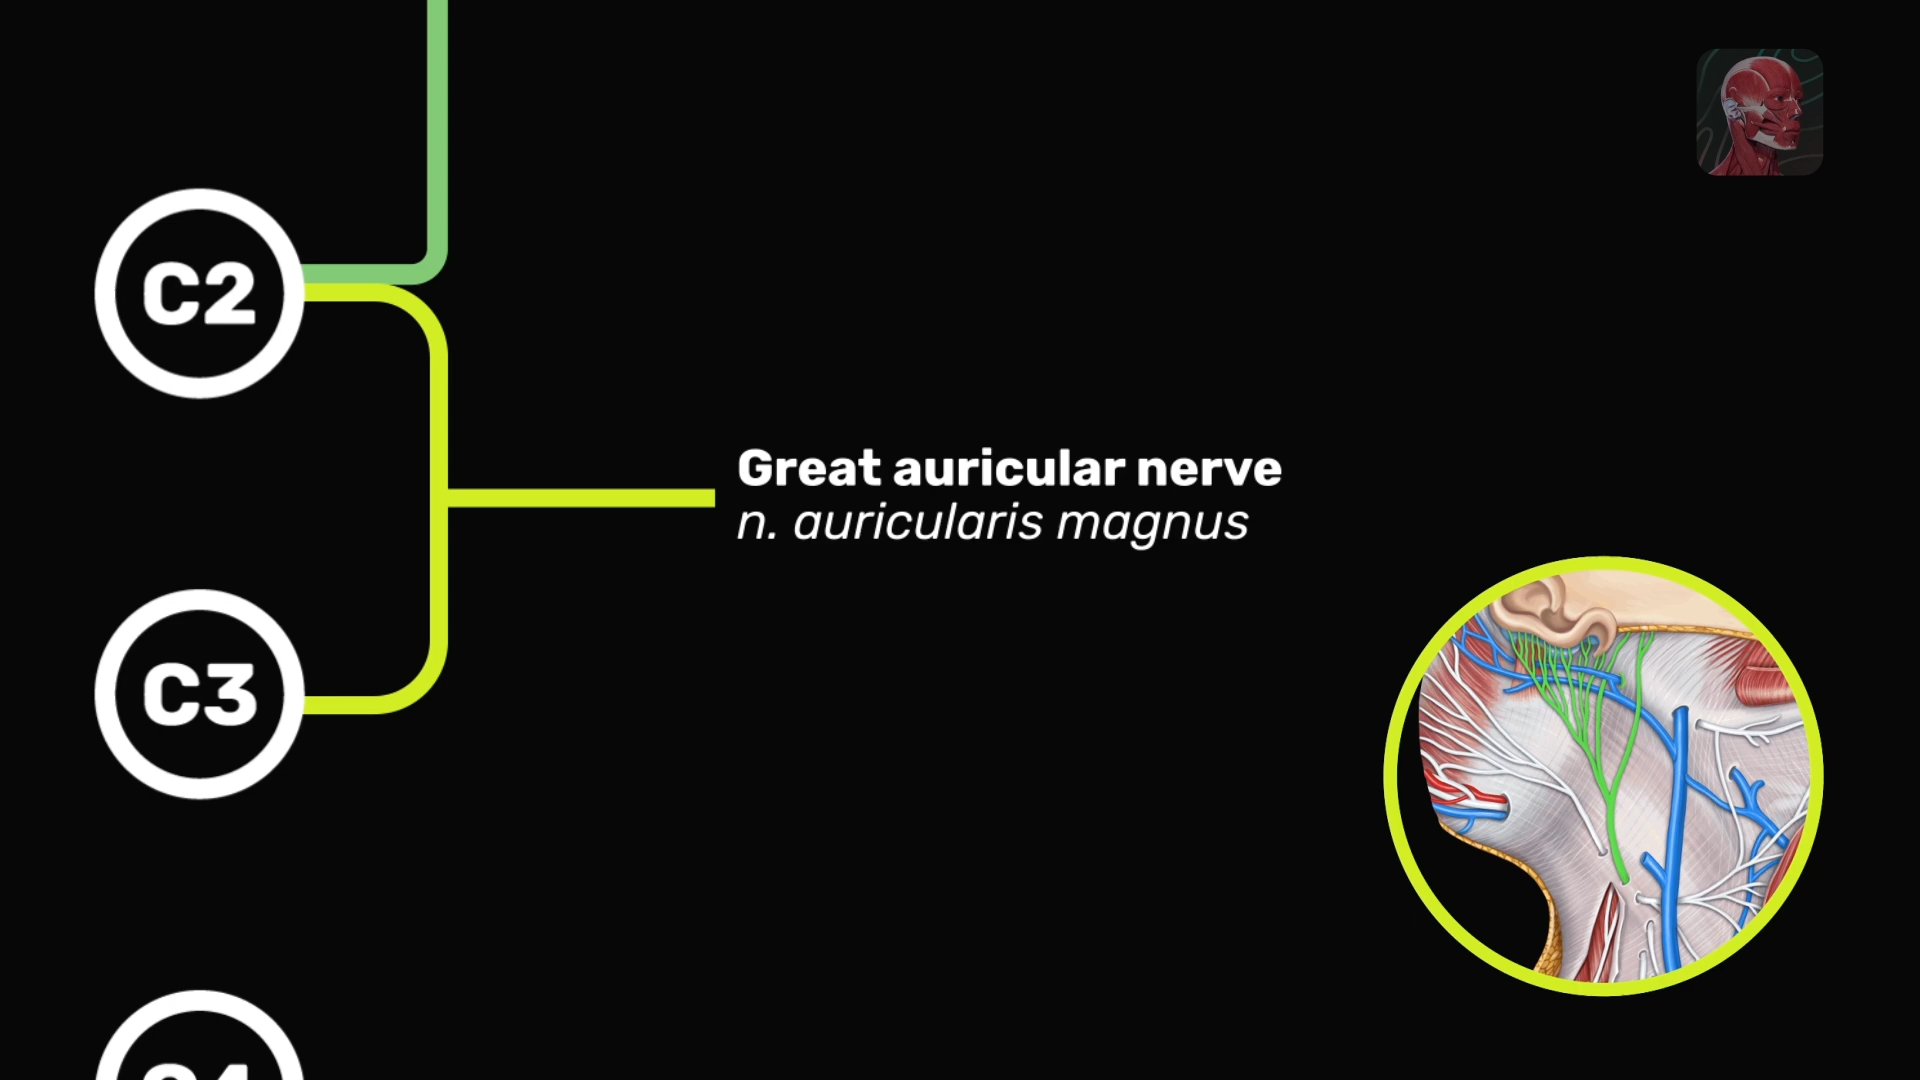 C2
Great auricular nerve
n. auricularis magnus
C3